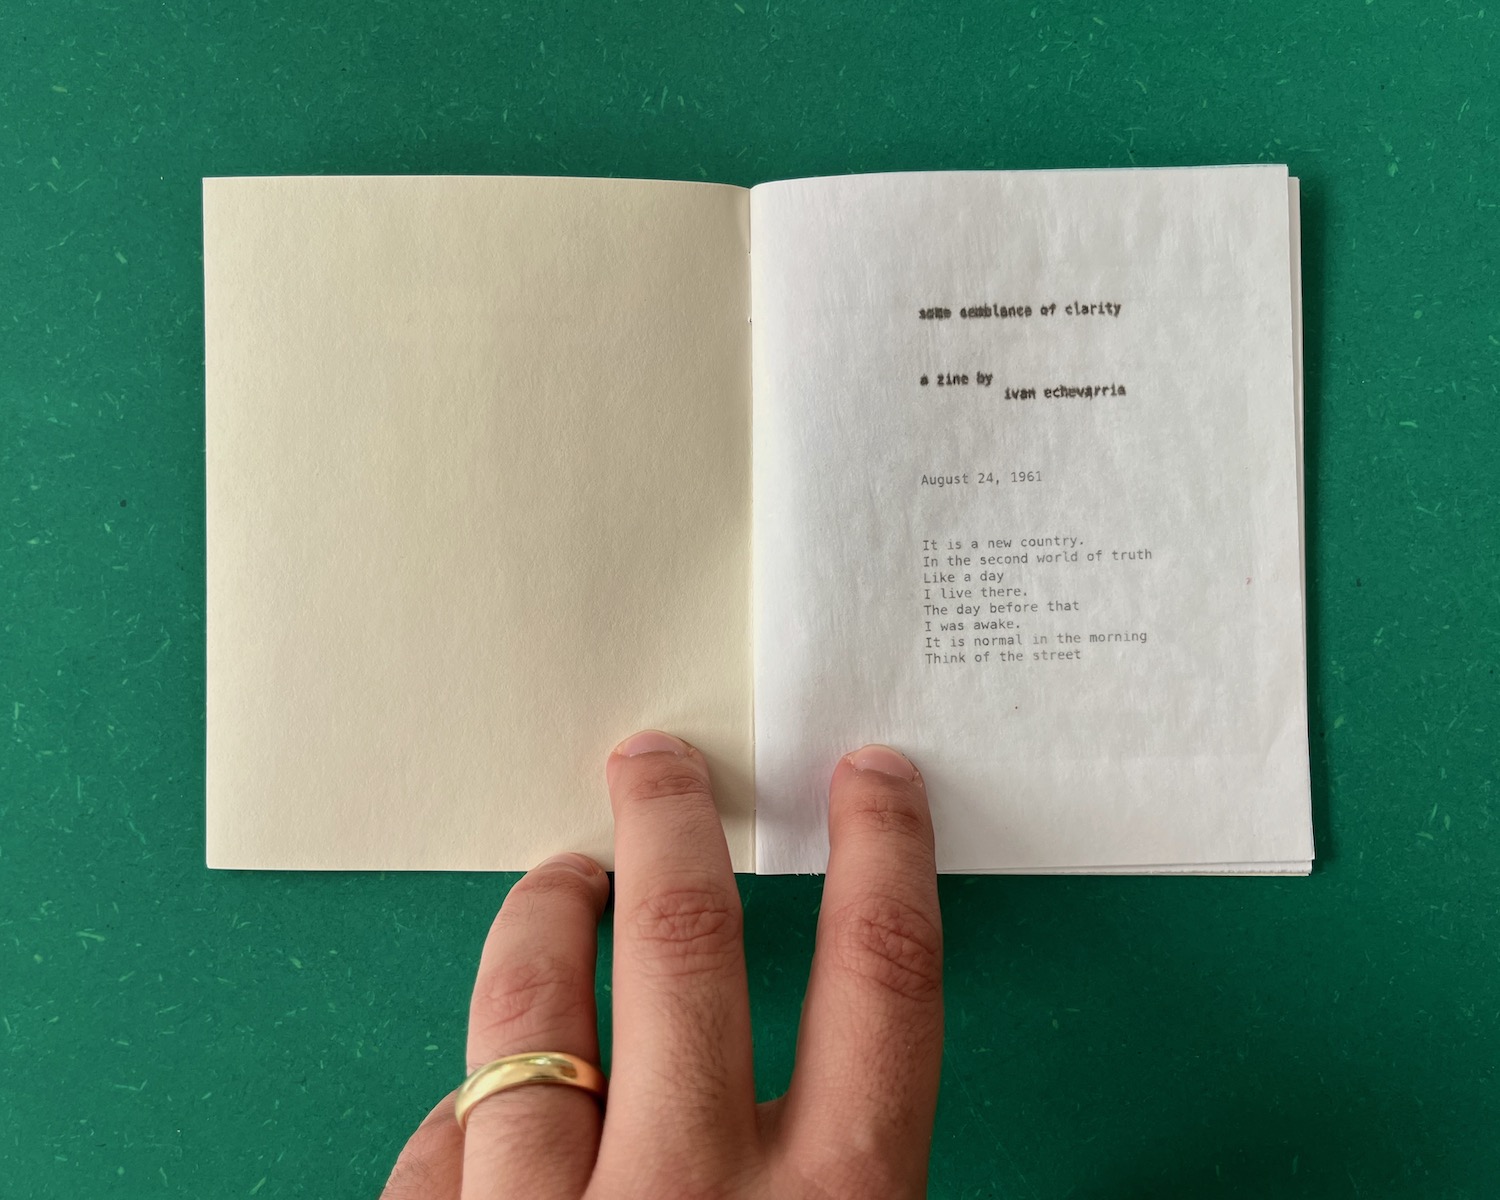 some semblance of clarity
a zine by
ivan echevarria
August 24, 1961
It is a new country.
In the second world of truth
Like a day
I live there.
The day before that
I was awake.
It is normal in the morning
Think of the street